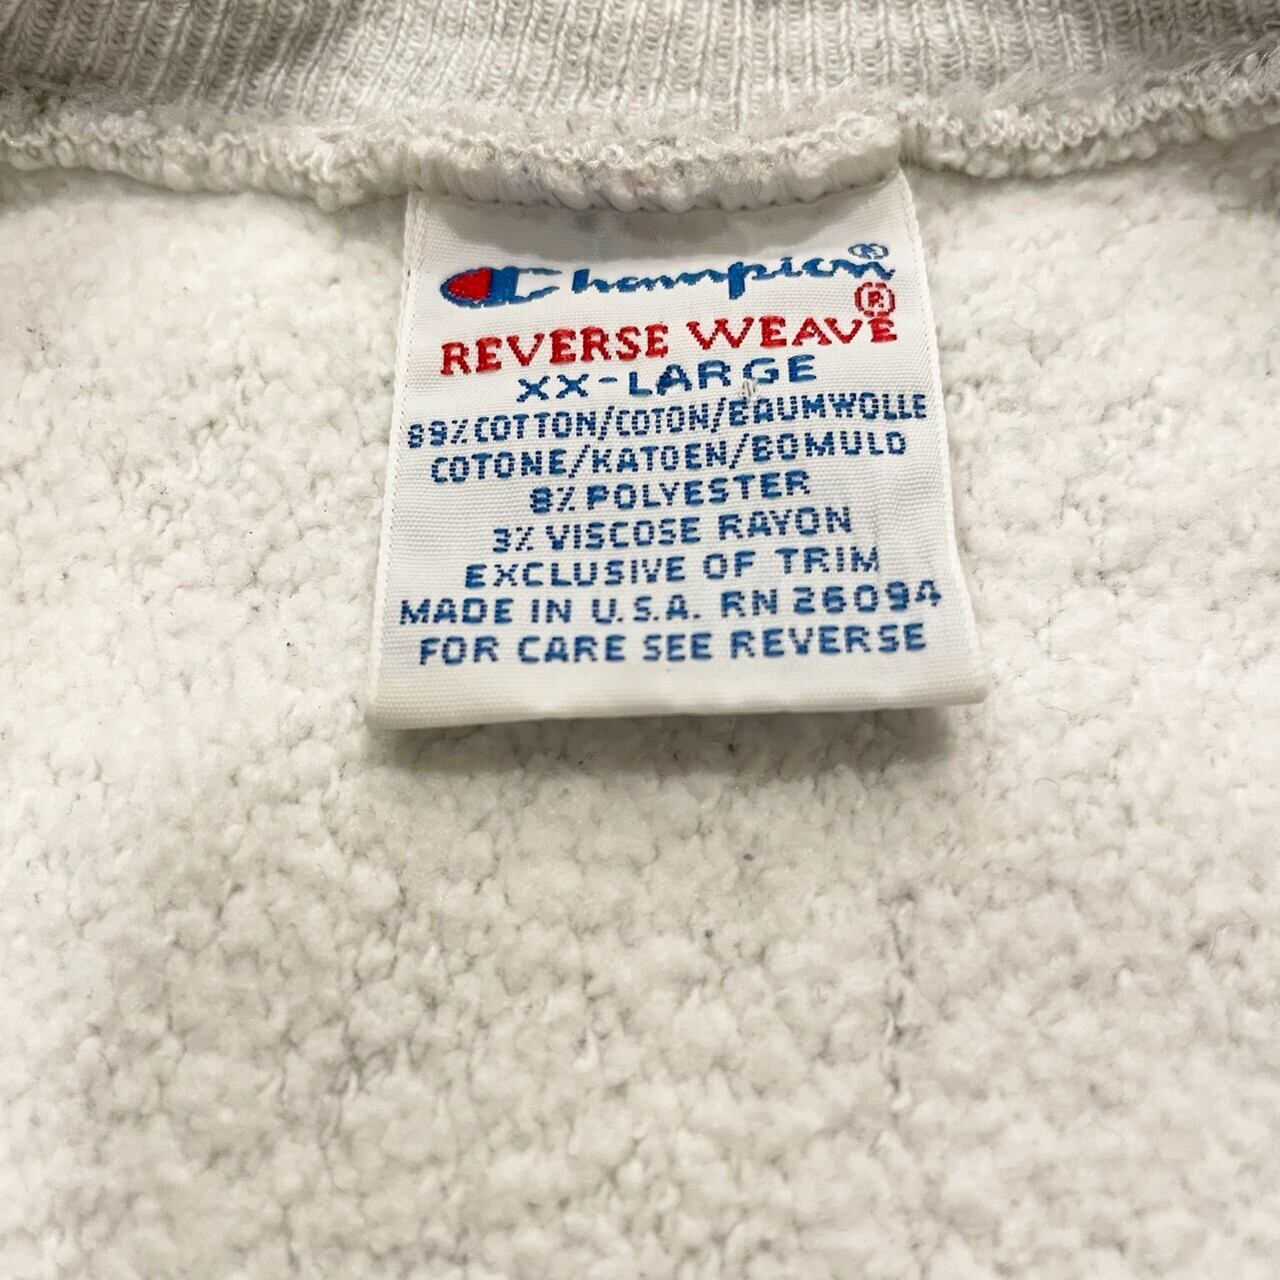 Champion®
REVERSE WEAVE®
XX-LARGE
89% COTTON/COTON/BAUMWOLLE
COTONE/KATOEN/BOMULD
8% POLYESTER
3% VISCOSE RAYON
EXCLUSIVE OF TRIM
MADE IN U.S.A. RN 26094
FOR CARE SEE REVERSE